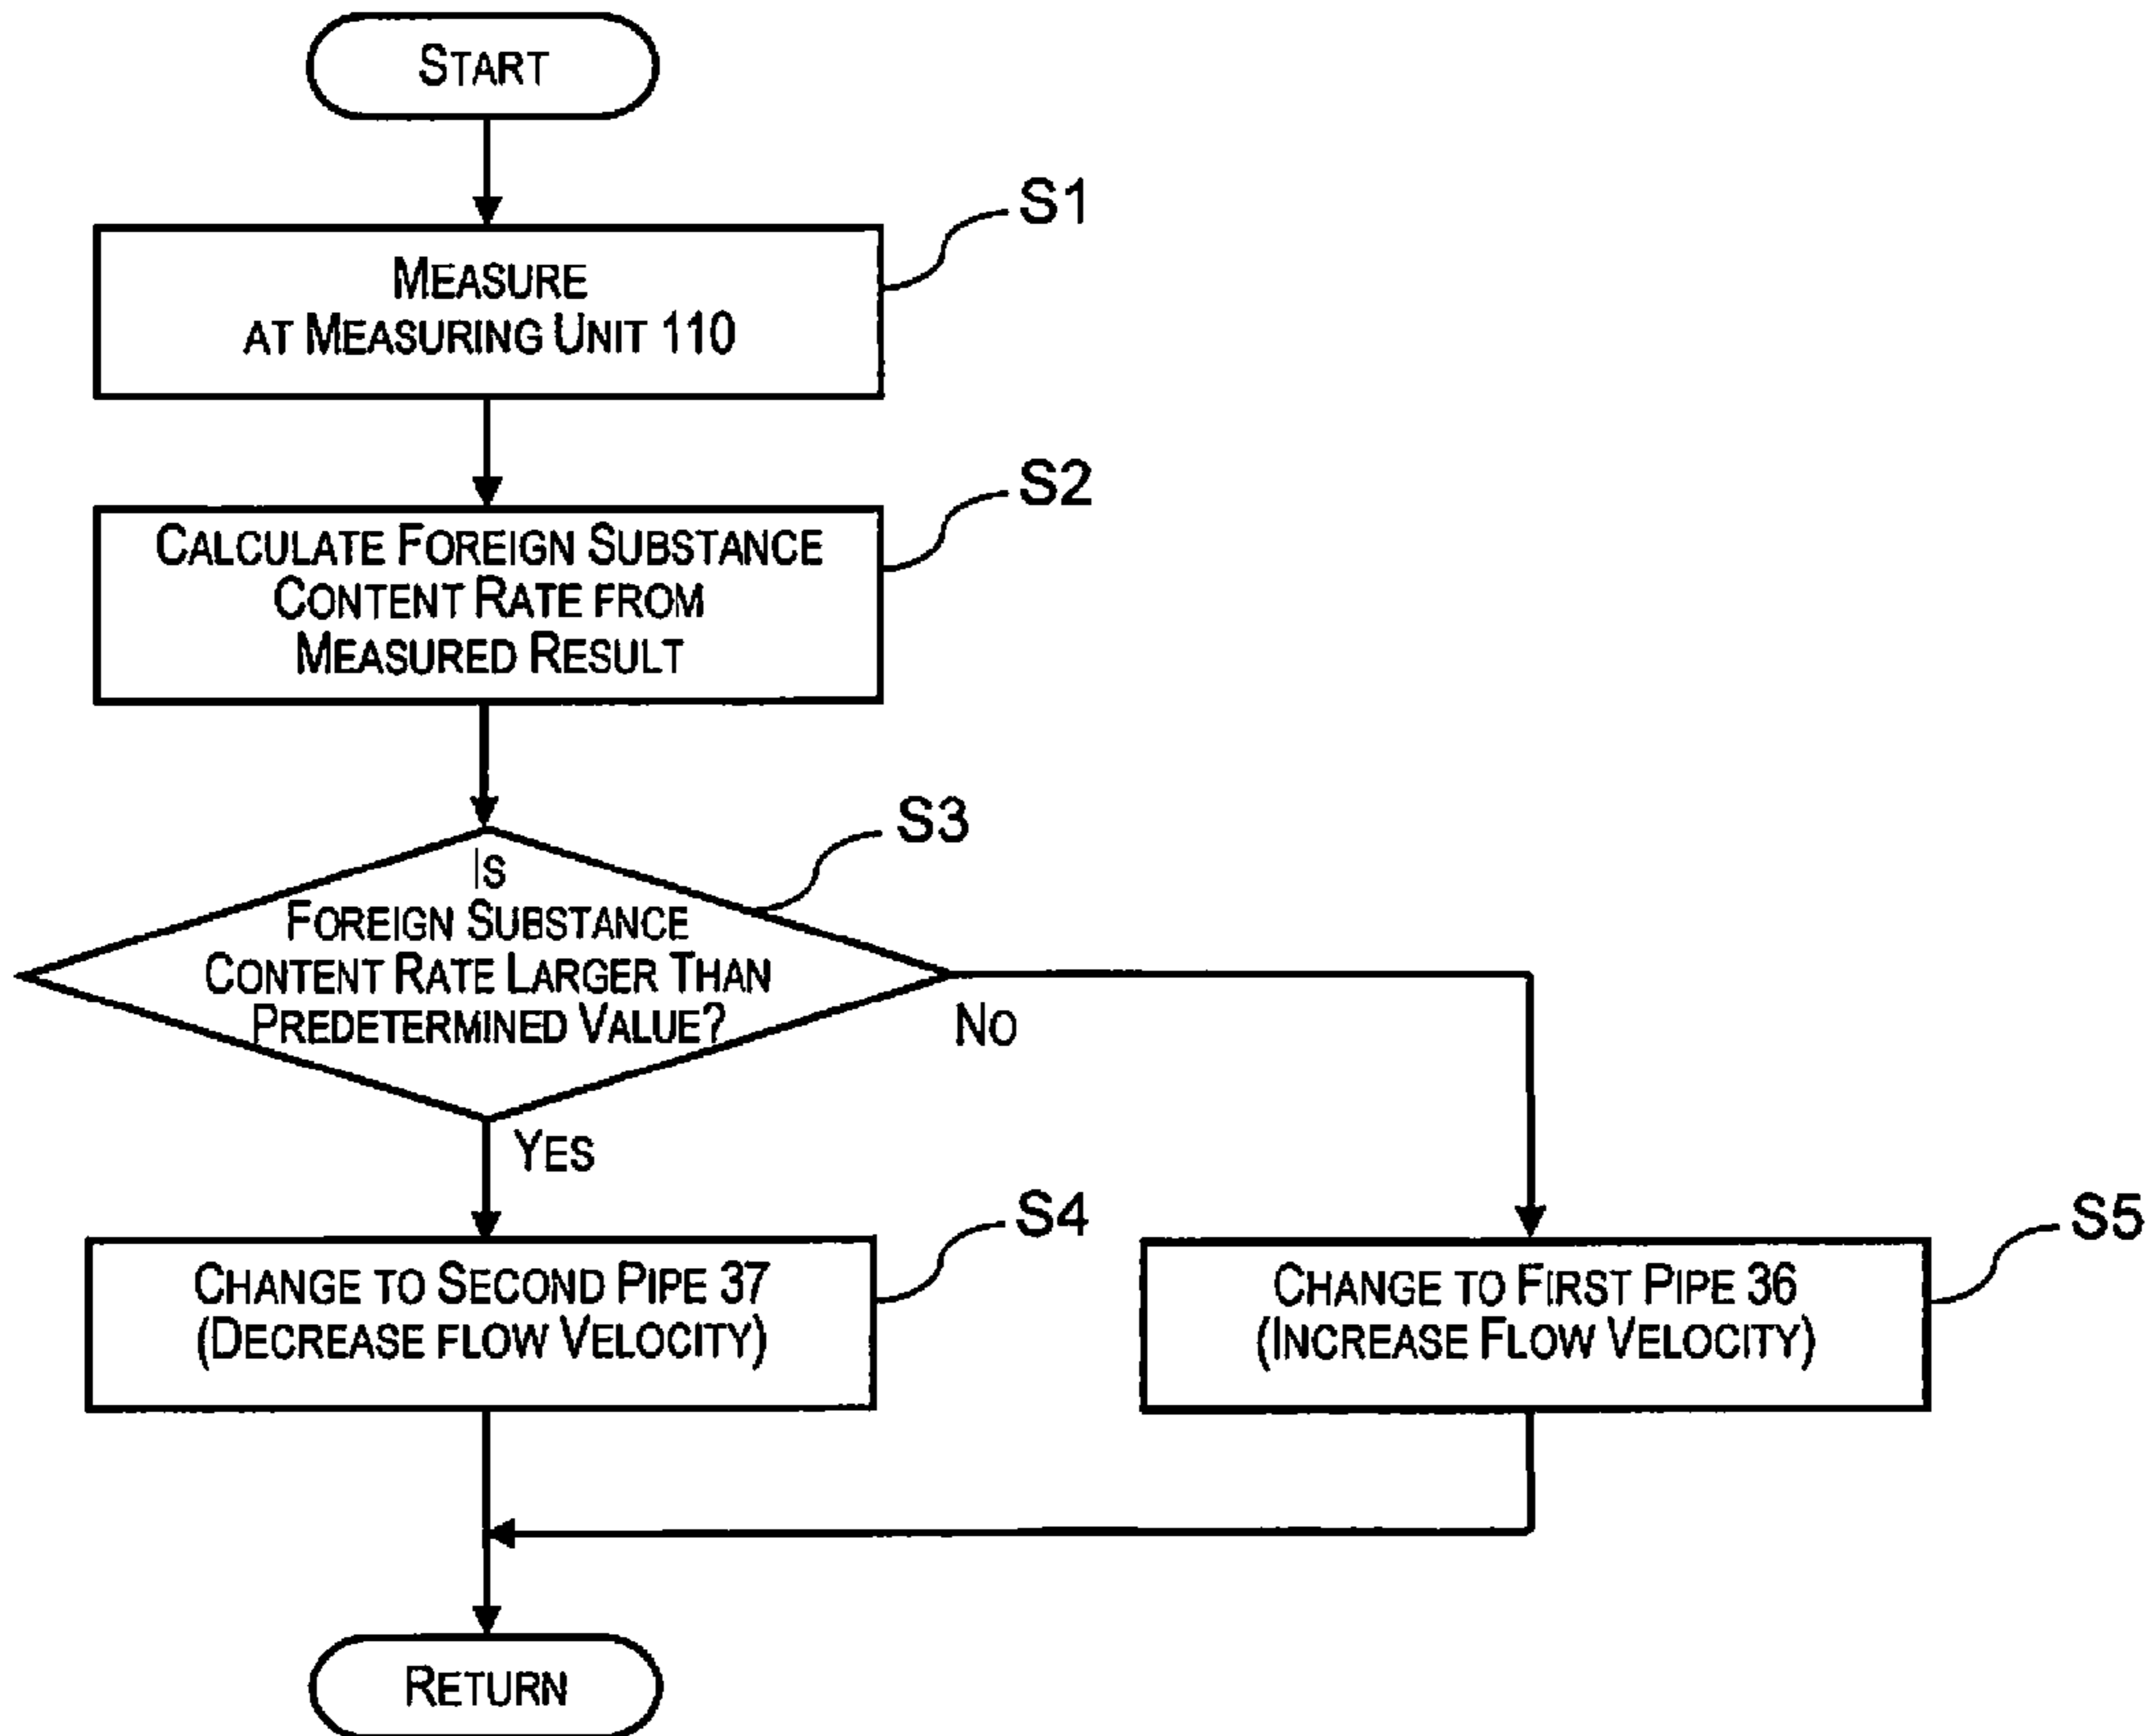 START
S1
MEASURE
AT MEASURING UNIT 110
S2
CALCULATE FOREIGN SUBSTANCE
CONTENT RATE FROM
MEASURED RESULT
S3
IS
FOREIGN SUBSTANCE
CONTENT RATE LARGER THAN
PREDETERMINED VALUE?
NO
YES
S4
CHANGE TO SECOND PIPE 37
(DECREASE FLOW VELOCITY)
S5
CHANGE TO FIRST PIPE 36
(INCREASE FLOW VELOCITY)
RETURN